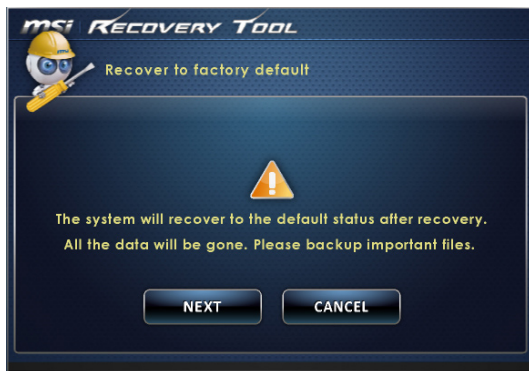 msi Recovery Tool
Recover to factory default
The system will recover to the default status after recovery.
All the data will be gone. Please backup important files.
NEXT
CANCEL